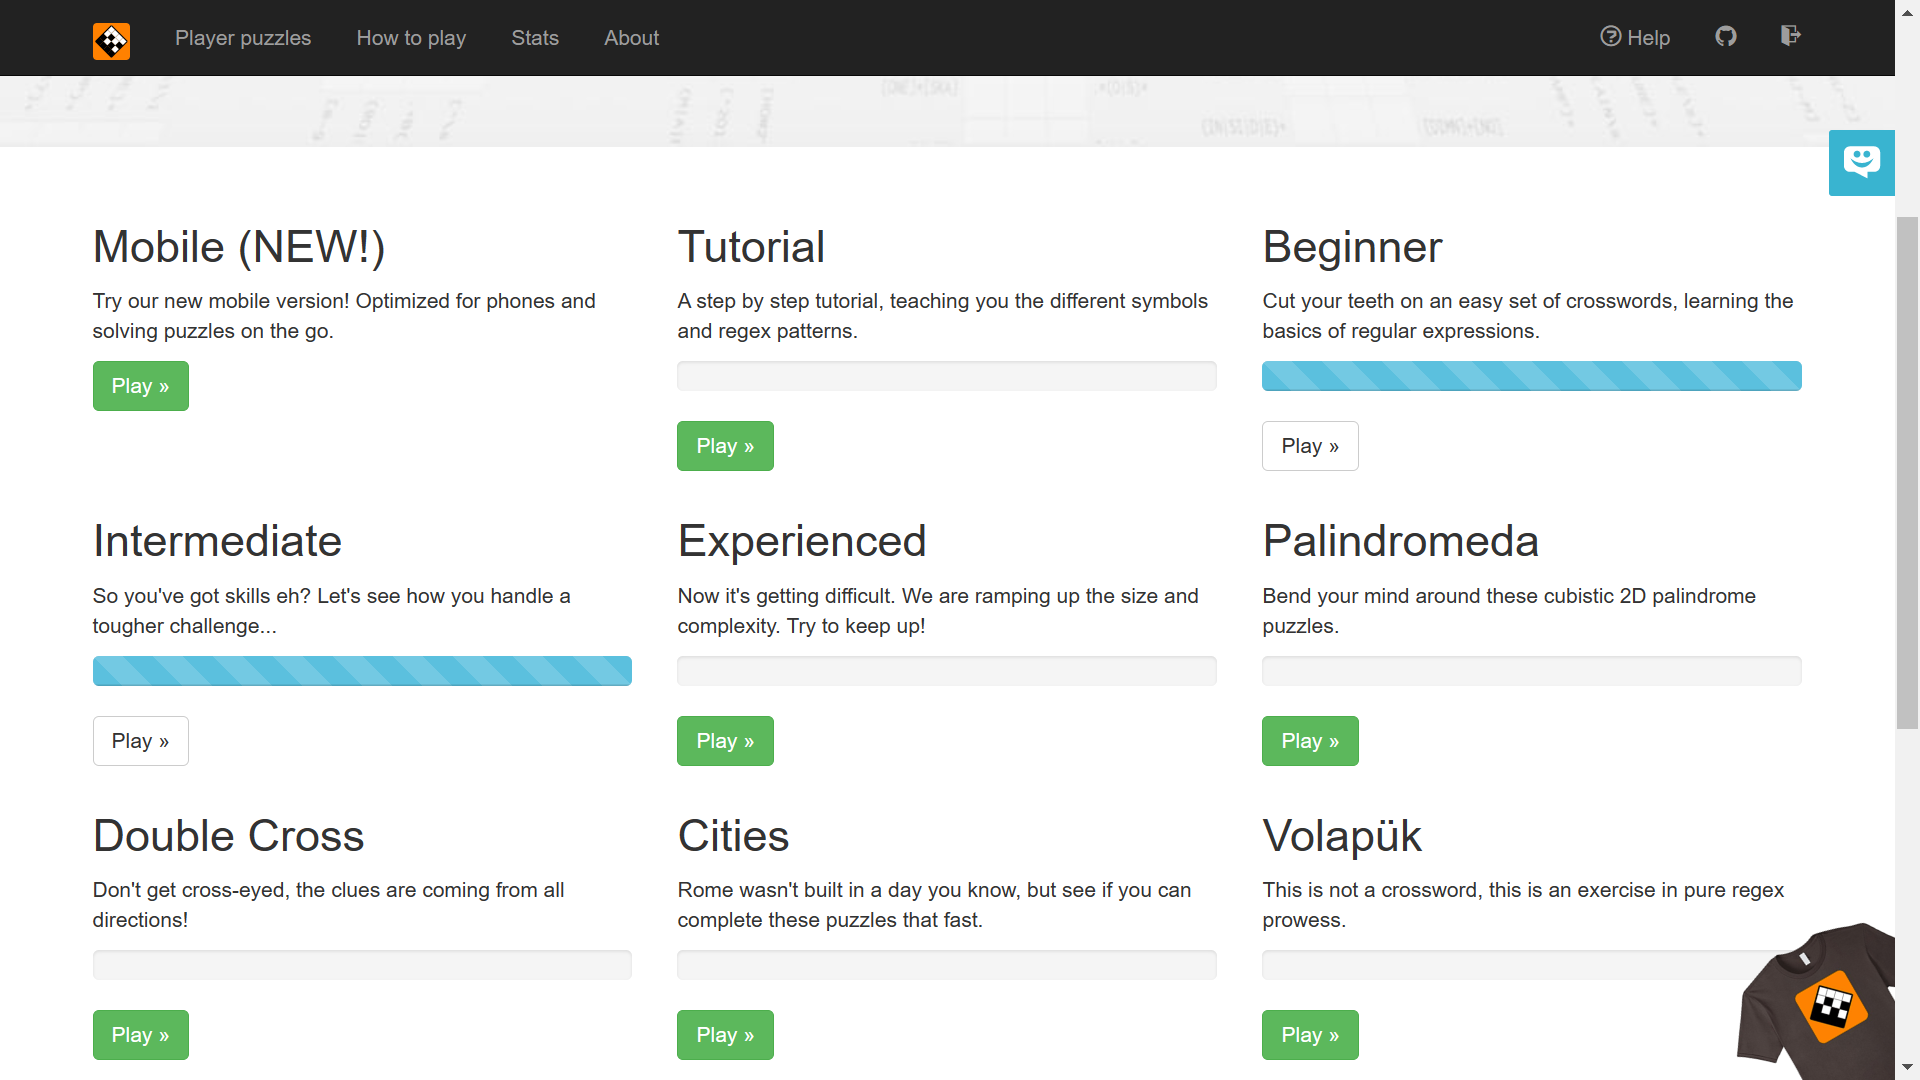 Player puzzles
How to play
Stats
About
Help
Mobile (NEW!)
Try our new mobile version! Optimized for phones and
solving puzzles on the go.
Play »
Tutorial
A step by step tutorial, teaching you the different symbols
and regex patterns.
Play »
Beginner
Cut your teeth on an easy set of crosswords, learning the
basics of regular expressions.
Play »
Intermediate
So you've got skills eh? Let's see how you handle a
tougher challenge...
Play »
Experienced
Now it's getting difficult. We are ramping up the size and
complexity. Try to keep up!
Play »
Palindromeda
Bend your mind around these cubistic 2D palindrome
puzzles.
Play »
Double Cross
Don't get cross-eyed, the clues are coming from all
directions!
Play »
Cities
Rome wasn't built in a day you know, but see if you can
complete these puzzles that fast.
Play »
Volapük
This is not a crossword, this is an exercise in pure regex
prowess.
Play »